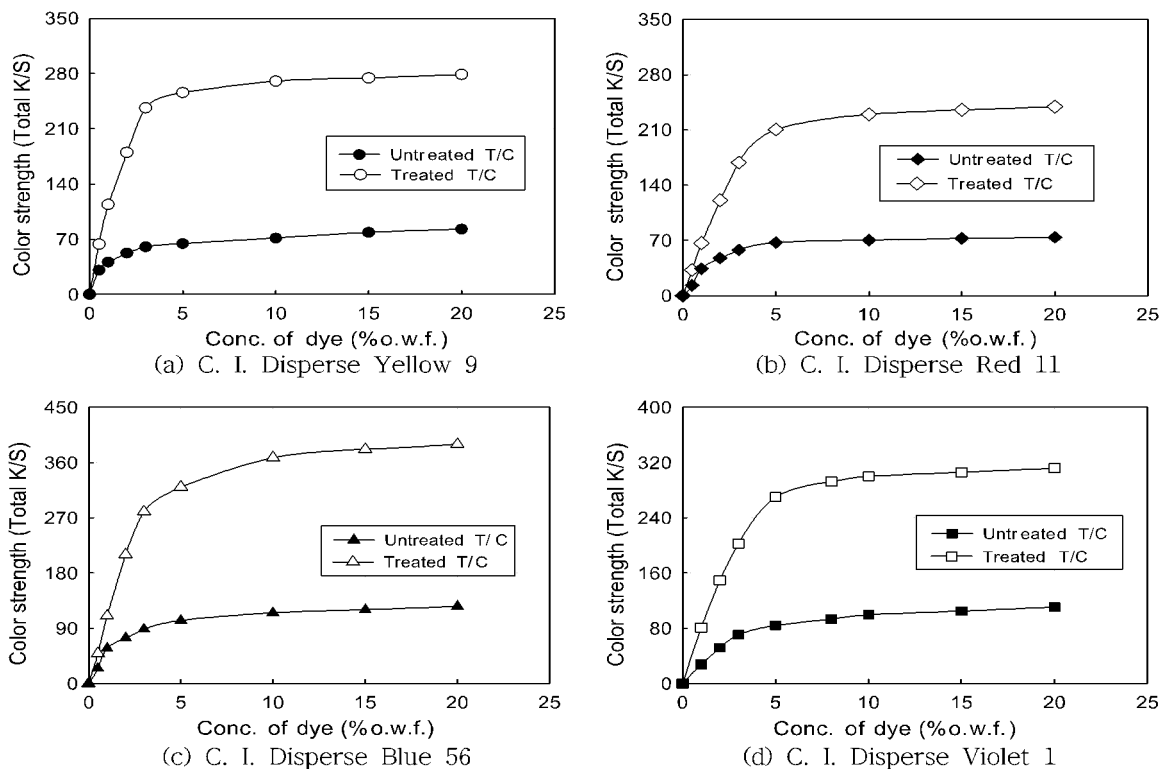 350
280
210
140
70
0
Color strength (Total K/S)
Untreated T/C
Treated T/C
0 5 10 15 20 25
Conc. of dye (%o.w.f.)
(a) C. I. Disperse Yellow 9
350
280
210
140
70
0
Color strength (Total K/S)
Untreated T/C
Treated T/C
0 5 10 15 20 25
Conc. of dye (%o.w.f.)
(b) C. I. Disperse Red 11
450
360
270
180
90
0
Color strength (Total K/S)
Untreated T/C
Treated T/C
0 5 10 15 20 25
Conc. of dye (%o.w.f.)
(c) C. I. Disperse Blue 56
400
320
240
160
80
0
Color strength (Total K/S)
Untreated T/C
Treated T/C
0 5 10 15 20 25
Conc. of dye (%o.w.f.)
(d) C. I. Disperse Violet 1